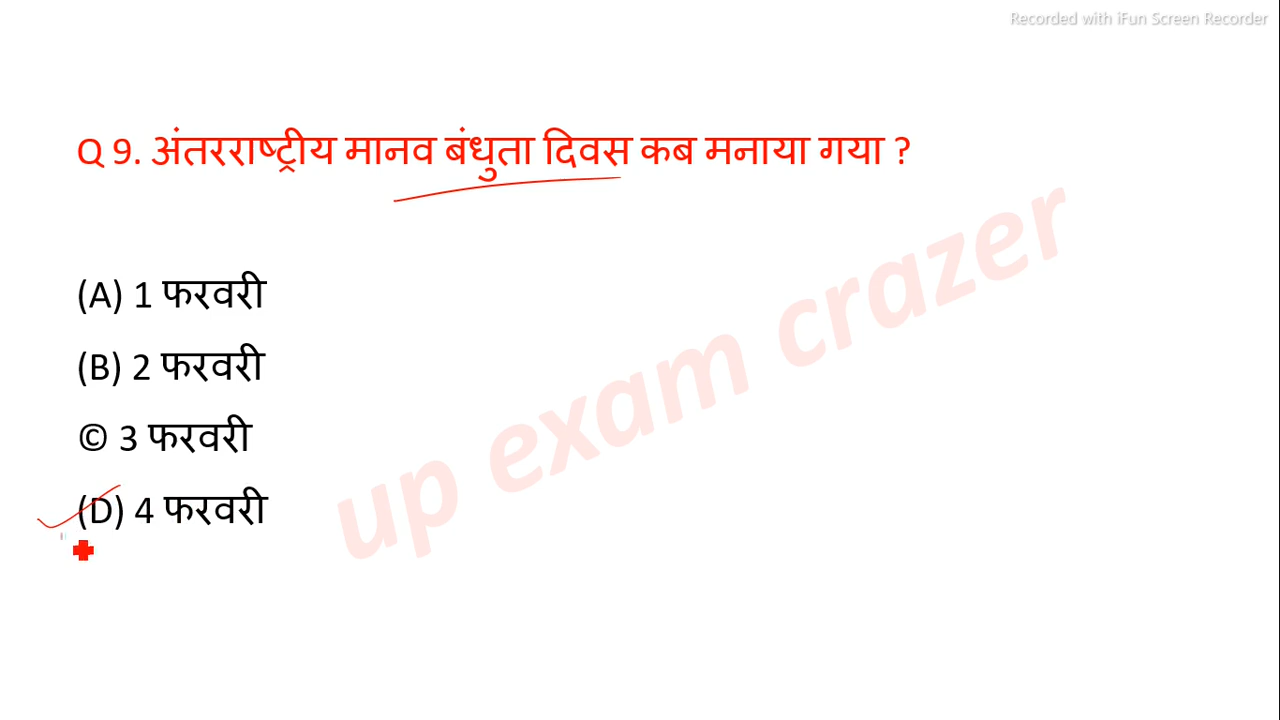 Recorded with iFun Screen Recorder
Q 9. अंतरराष्ट्रीय मानव बंधुता दिवस कब मनाया गया ?
(A) 1 फरवरी
(B) 2 फरवरी
© 3 फरवरी
(D) 4 फरवरी
up exam crazer